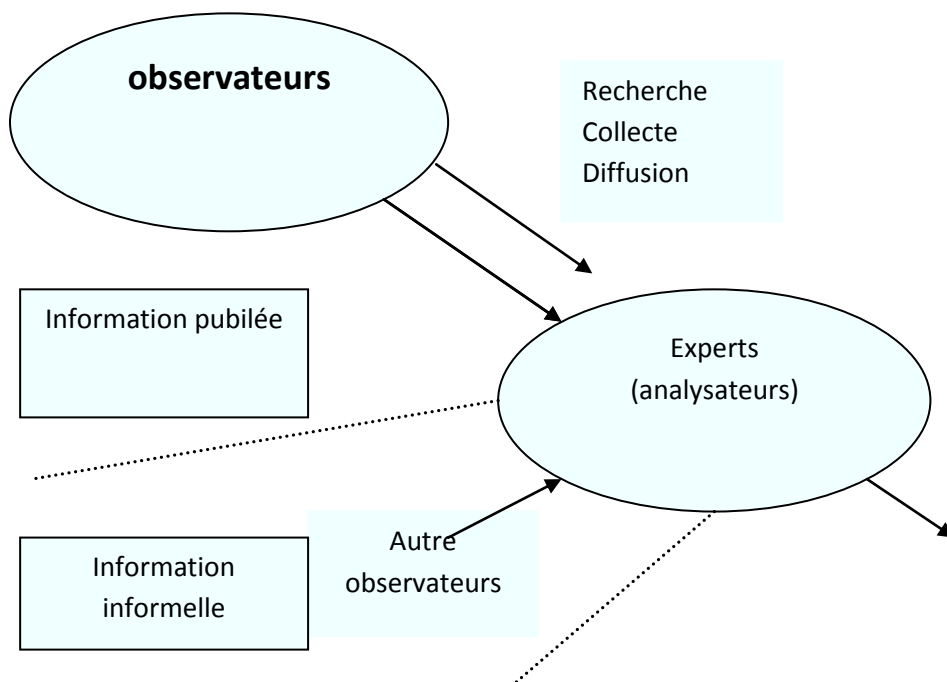 observateurs
Recherche
Collecte
Diffusion
Information pubilée
Experts
(analysateurs)
Autre
observateurs
Information
informelle